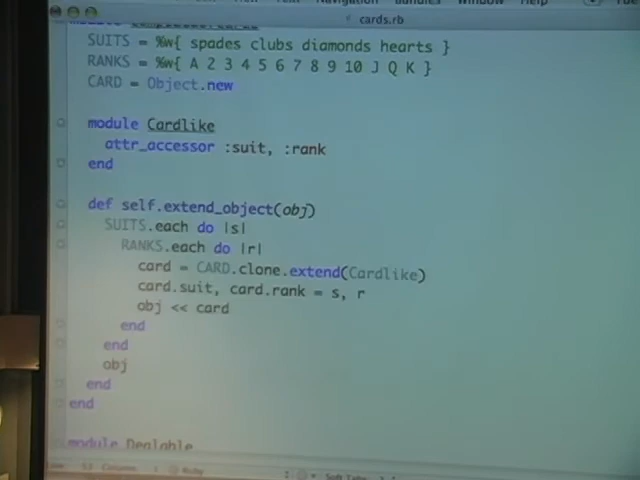 cards.rb
SUITS = %w{ spades clubs diamonds hearts }
RANKS = %w{ A 2 3 4 5 6 7 8 9 10 J Q K }
CARD = Object.new
module Cardlike
attr_accessor :suit, :rank
end
def self.extend_object(obj)
SUITS.each do |s|
RANKS.each do |r|
card = CARD.clone.extend(Cardlike)
card.suit, card.rank = s, r
obj << card
end
end
obj
end
end
module Dealable